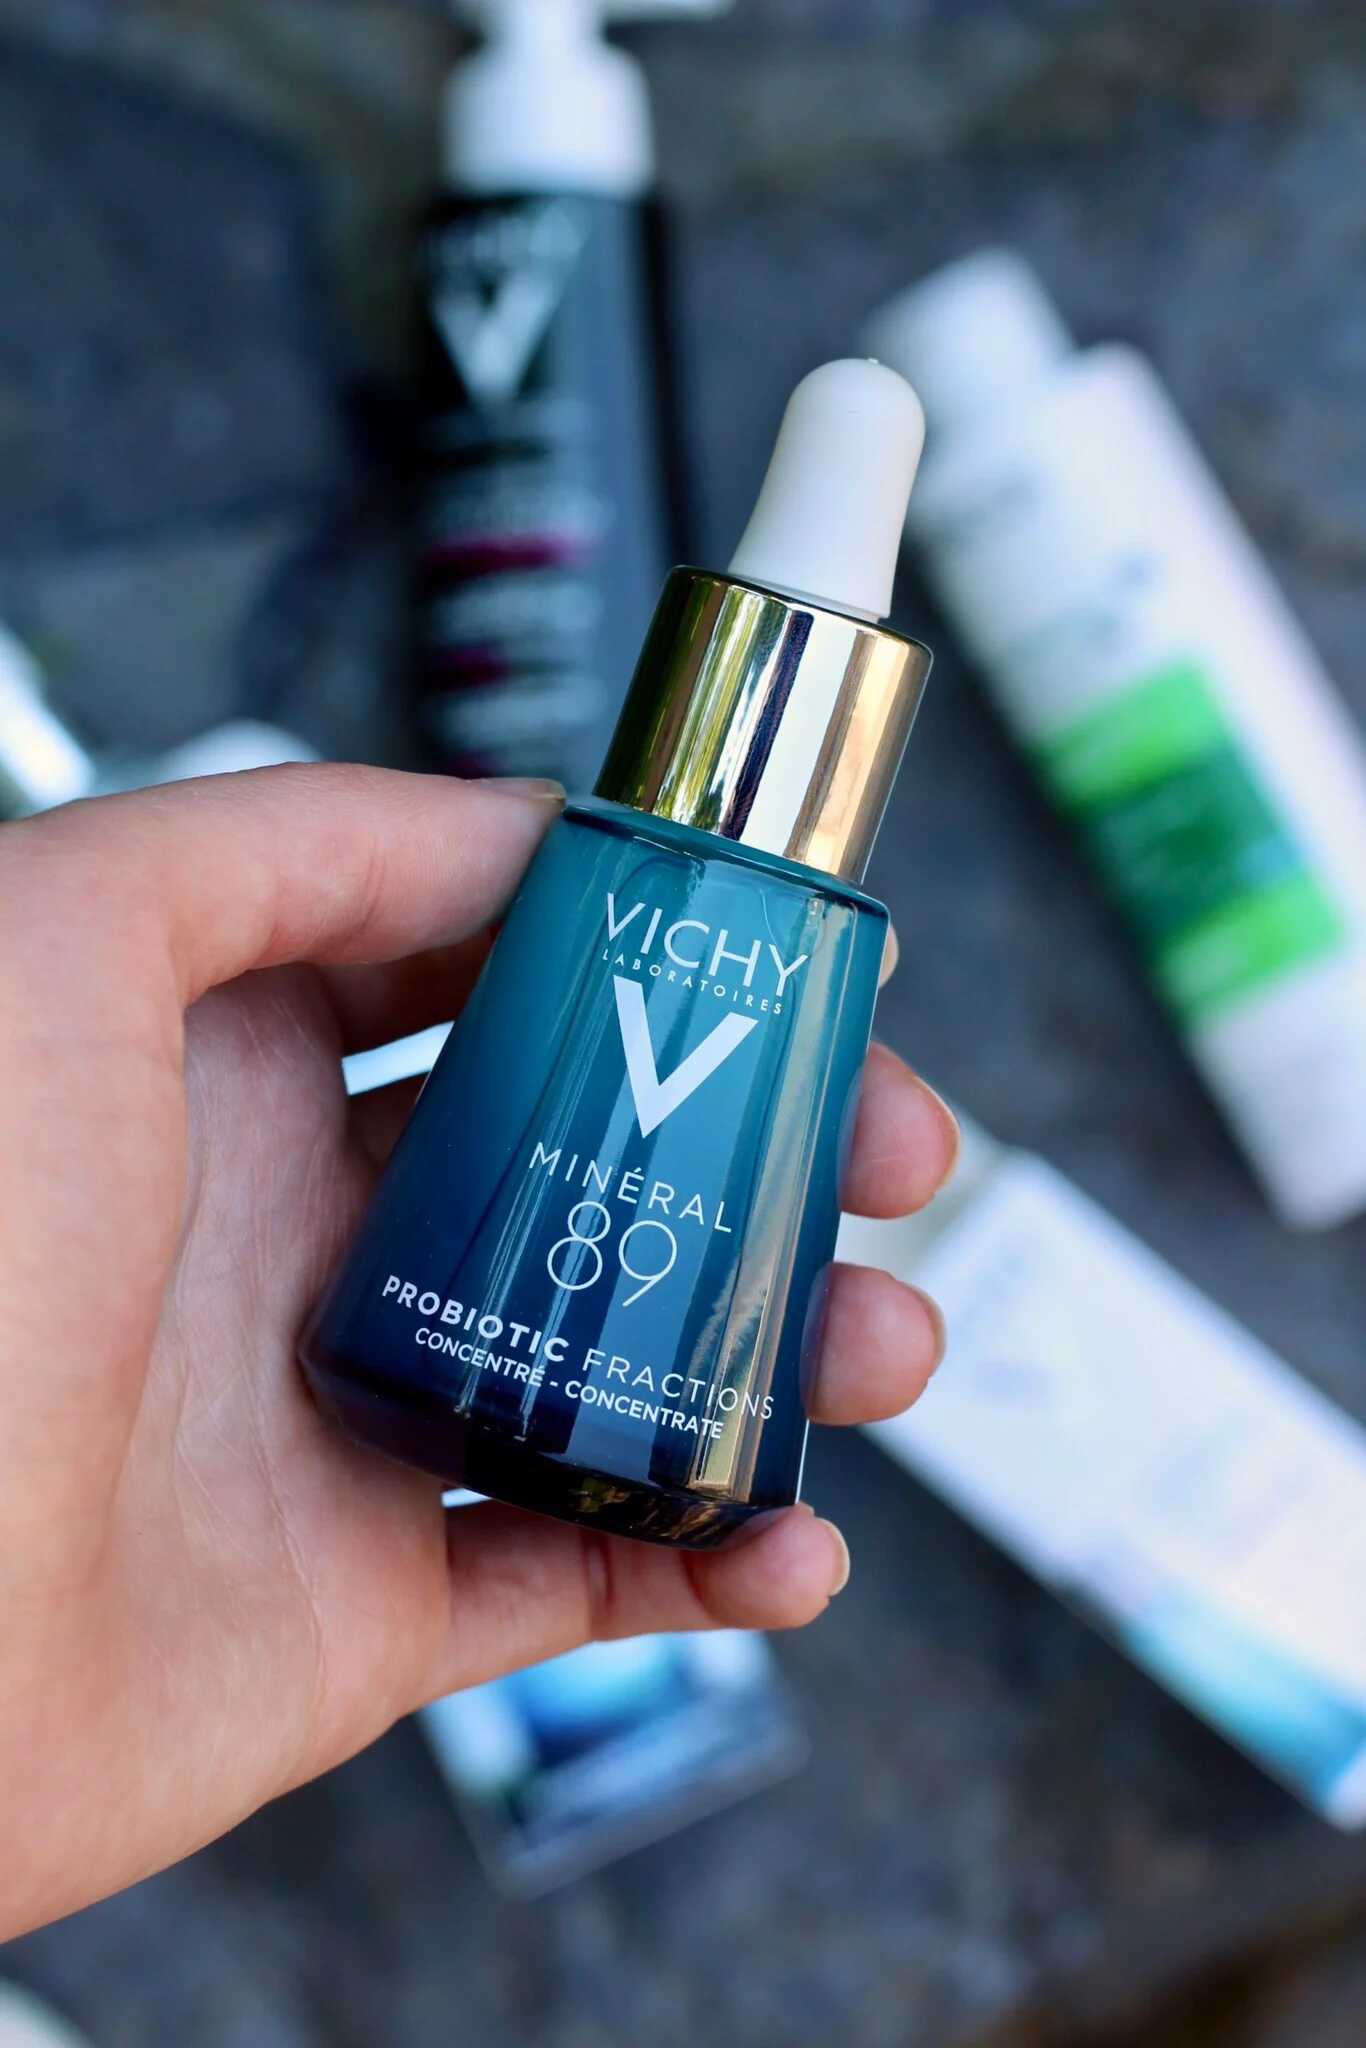 VICHY
LABORATOIRES
MINÉRAL
89
PROBIOTIC FRACTIONS
CONCENTRÉ - CONCENTRATE